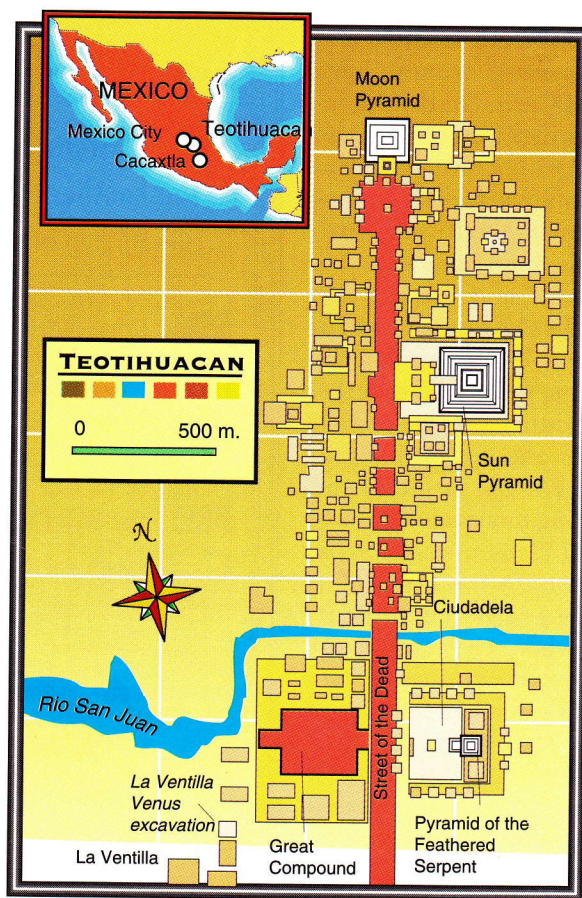 MEXICO
Mexico City
Teotihuacan
Cacaxtla
Moon
Pyramid
TEOTIHUACAN
0 500 m.
Sun
Pyramid
N
Ciudadela
Rio San Juan
Street of the Dead
La Ventilla
Venus
excavation
La Ventilla
Great
Compound
Pyramid of the
Feathered
Serpent